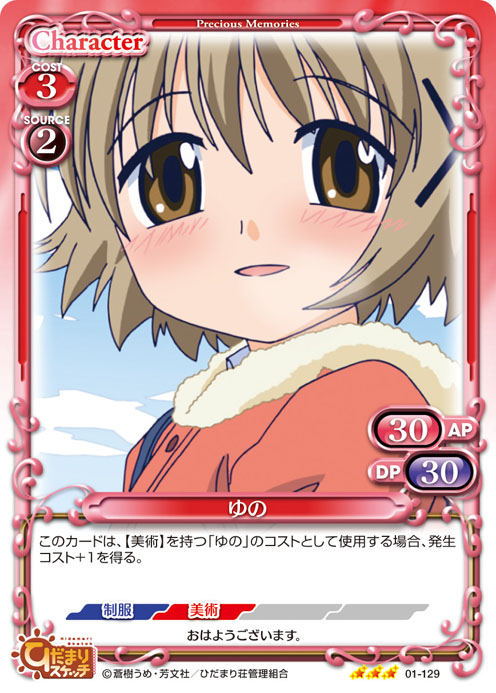 Precious Memories
Character
COST
3
SOURCE
2
30 AP
DP 30
ゆの
このカードは、【美術】を持つ「ゆの」のコストとして使用する場合、発生
コスト+1を得る。
制服 美術
おはようございます。
Hidamari Sketch
ひだまり
スケッチ
©蒼樹うめ・芳文社/ひだまり荘管理組合
01-129